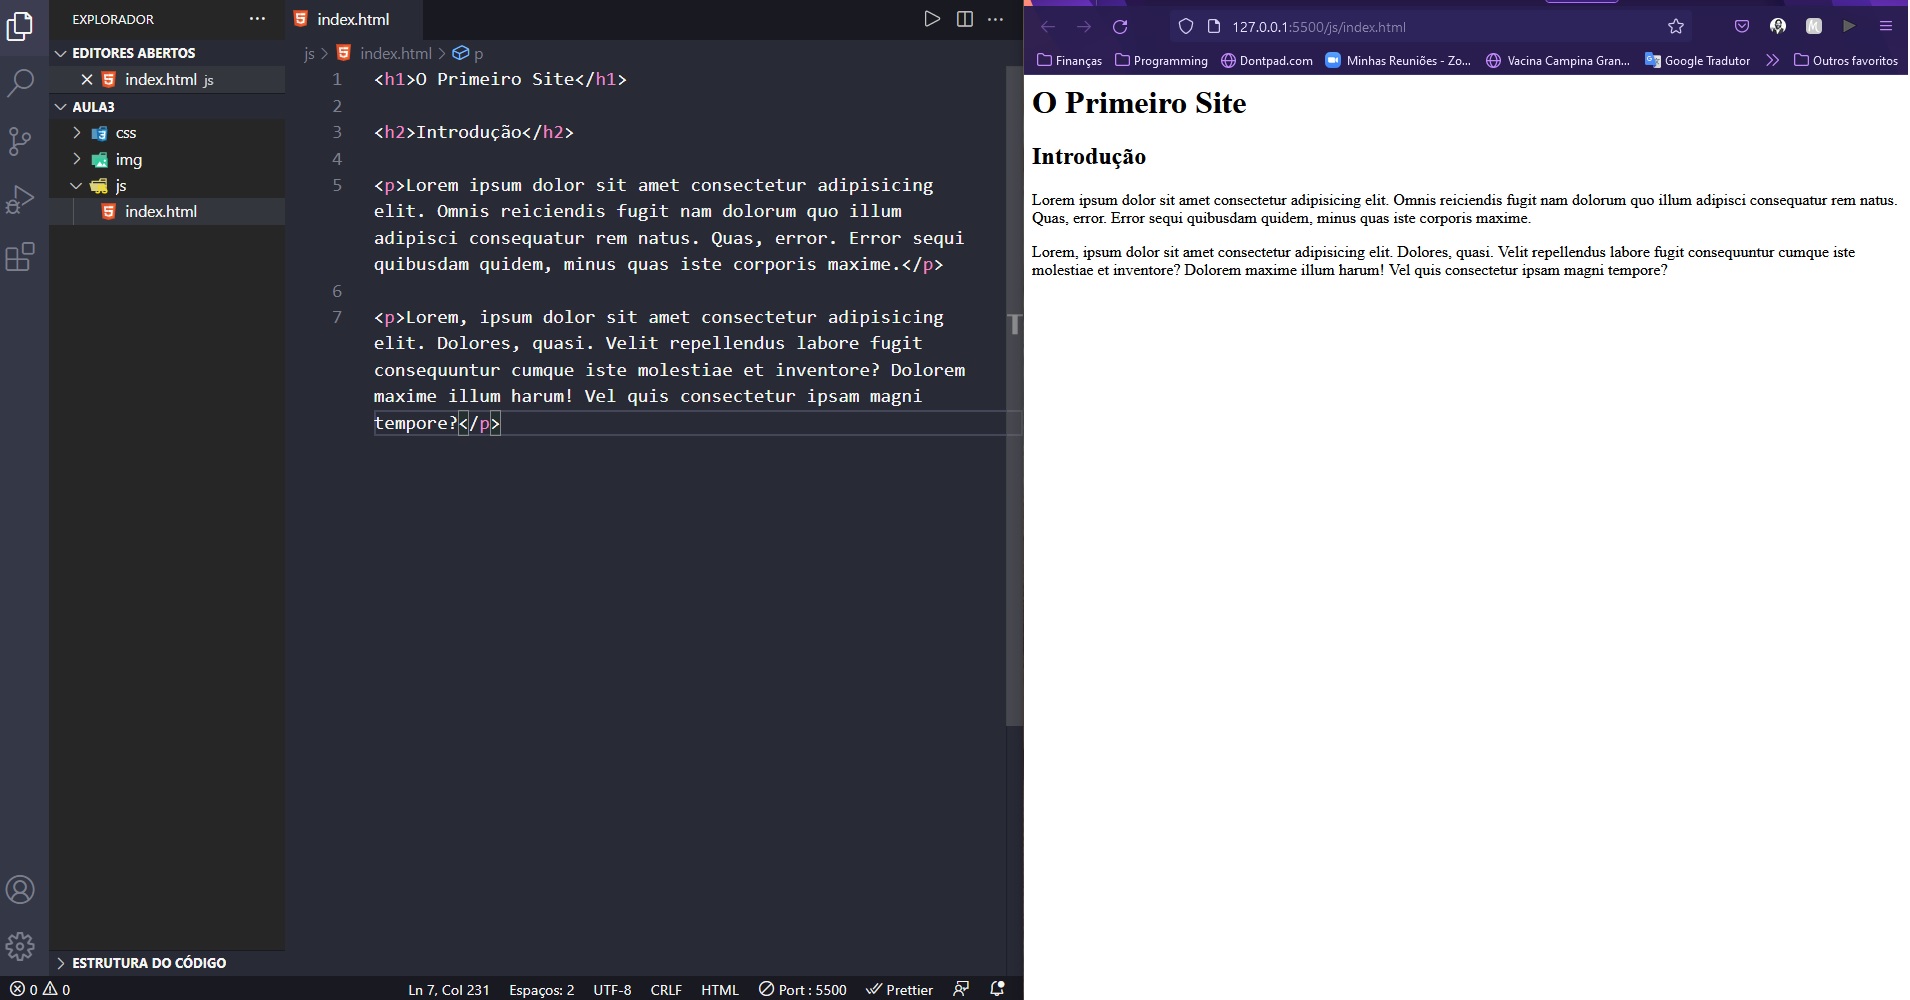 EXPLORADOR
EDITORES ABERTOS
index.html js
AULA3
css
img
js
index.html
ESTRUTURA DO CÓDIGO
index.html
js > index.html > p
1 <h1>O Primeiro Site</h1>
2
3 <h2>Introdução</h2>
4
5 <p>Lorem ipsum dolor sit amet consectetur adipisicing
elit. Omnis reiciendis fugit nam dolorum quo illum
adipisci consequatur rem natus. Quas, error. Error sequi
quibusdam quidem, minus quas iste corporis maxime.</p>
6
7 <p>Lorem, ipsum dolor sit amet consectetur adipisicing
elit. Dolores, quasi. Velit repellendus labore fugit
consequuntur cumque iste molestiae et inventore? Dolorem
maxime illum harum! Vel quis consectetur ipsam magni
tempore?</p>
0 0 Ln 7, Col 231 Espaços: 2 UTF-8 CRLF HTML Port : 5500 Prettier
127.0.0.1:5500/js/index.html
Finanças Programming Dontpad.com Minhas Reuniões - Zo... Vacina Campina Gran... Google Tradutor Outros favoritos
O Primeiro Site
Introdução
Lorem ipsum dolor sit amet consectetur adipisicing elit. Omnis reiciendis fugit nam dolorum quo illum adipisci consequatur rem natus.
Quas, error. Error sequi quibusdam quidem, minus quas iste corporis maxime.
Lorem, ipsum dolor sit amet consectetur adipisicing elit. Dolores, quasi. Velit repellendus labore fugit consequuntur cumque iste
molestiae et inventore? Dolorem maxime illum harum! Vel quis consectetur ipsam magni tempore?